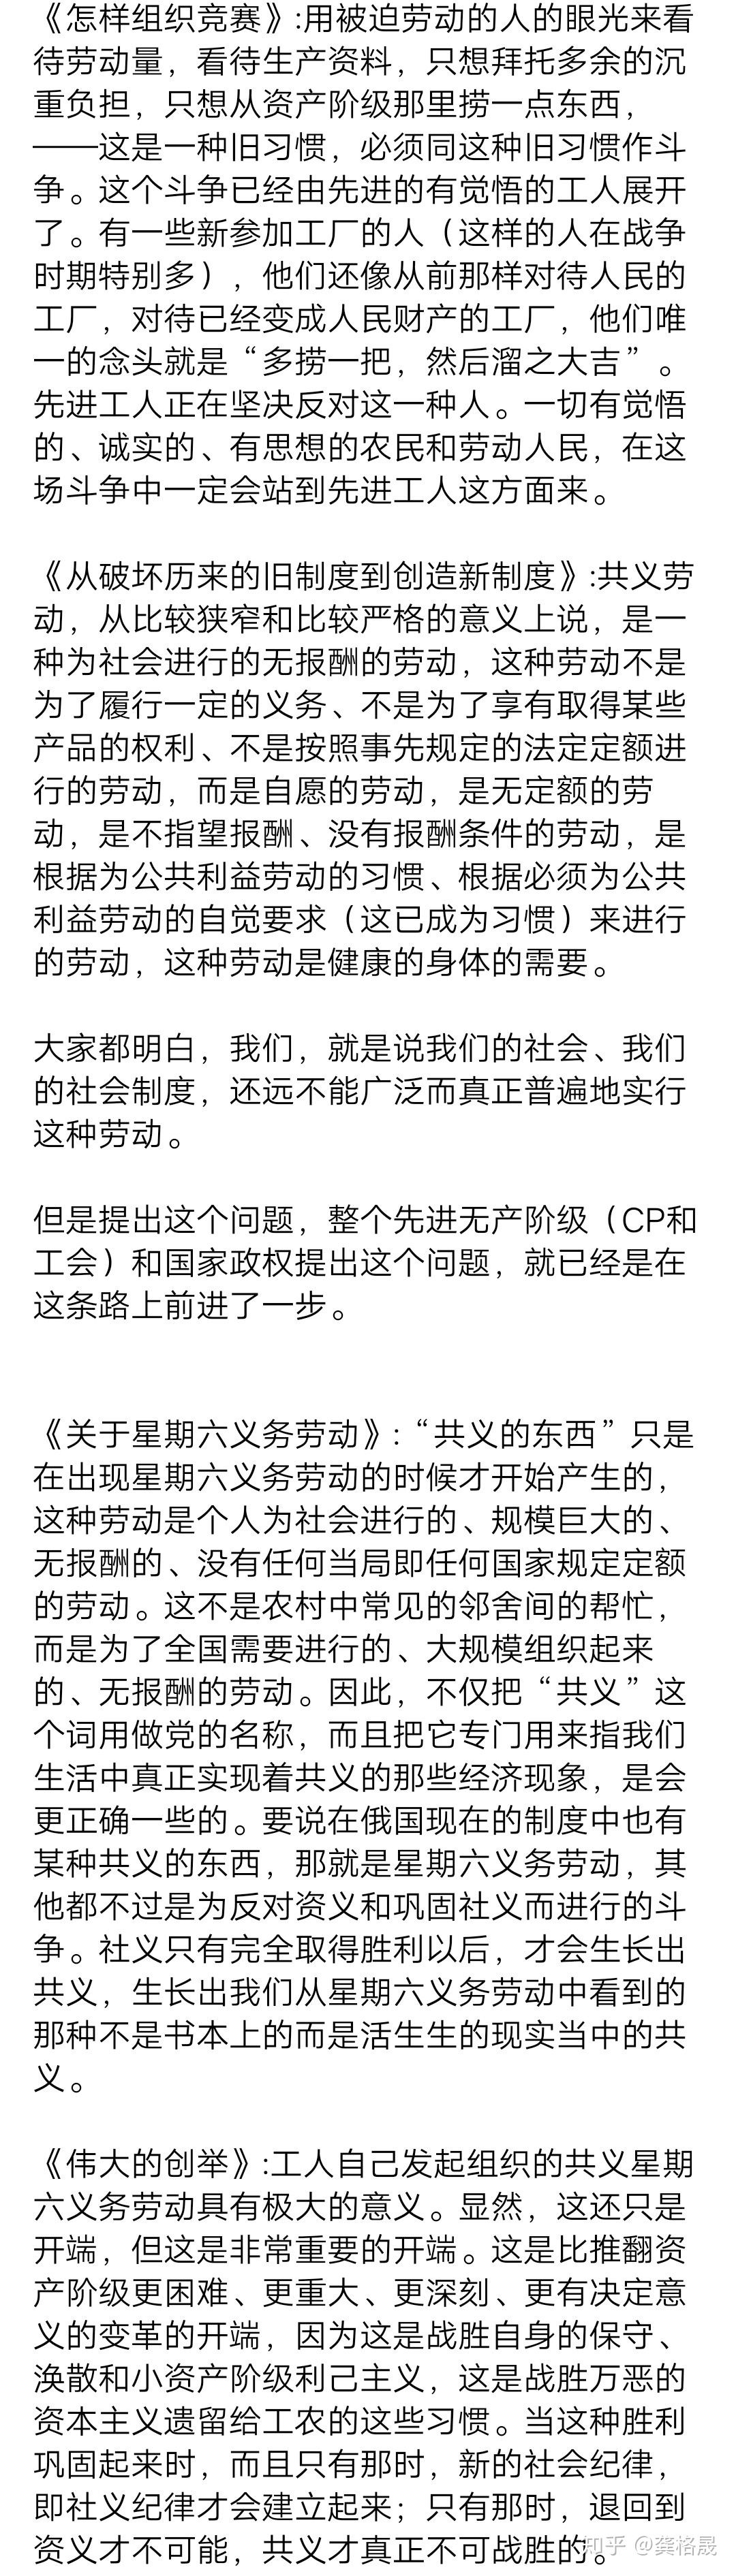 《怎样组织竞赛》:用被迫劳动的人的眼光来看
待劳动量，看待生产资料，只想拜托多余的沉
重负担，只想从资产阶级那里捞一点东西，
——这是一种旧习惯，必须同这种旧习惯作斗
争。这个斗争已经由先进的有觉悟的工人展开
了。有一些新参加工厂的人（这样的人在战争
时期特别多），他们还像从前那样对待人民的
工厂，对待已经变成人民财产的工厂，他们唯
一的念头就是“多捞一把，然后溜之大吉”。
先进工人正在坚决反对这一种人。一切有觉悟
的、诚实的、有思想的农民和劳动人民，在这
场斗争中一定会站到先进工人这方面来。
《从破坏历来的旧制度到创造新制度》:共义劳
动，从比较狭窄和比较严格的意义上说，是一
种为社会进行的无报酬的劳动，这种劳动不是
为了履行一定的义务、不是为了享有取得某些
产品的权利、不是按照事先规定的法定定额进
行的劳动，而是自愿的劳动，是无定额的劳
动，是不指望报酬、没有报酬条件的劳动，是
根据为公共利益劳动的习惯、根据必须为公共
利益劳动的自觉要求（这已成为习惯）来进行
的劳动，这种劳动是健康的身体的需要。
大家都明白，我们，就是说我们的社会、我们
的社会制度，还远不能广泛而真正普遍地实行
这种劳动。
但是提出这个问题，整个先进无产阶级（CP和
工会）和国家政权提出这个问题，就已经是在
这条路上前进了一步。
《关于星期六义务劳动》:“共义的东西”只是
在出现星期六义务劳动的时候才开始产生的，
这种劳动是个人为社会进行的、规模巨大的、
无报酬的、没有任何当局即任何国家规定定额
的劳动。这不是农村中常见的邻舍间的帮忙，
而是为了全国需要进行的、大规模组织起来
的、无报酬的劳动。因此，不仅把“共义”这
个词用做党的名称，而且把它专门用来指我们
生活中真正实现着共义的那些经济现象，是会
更正确一些的。要说在俄国现在的制度中也有
某种共义的东西，那就是星期六义务劳动，其
他都不过是为反对资义和巩固社义而进行的斗
争。社义只有完全取得胜利以后，才会生长出
共义，生长出我们从星期六义务劳动中看到的
那种不是书本上的而是活生生的现实当中的共
义。
《伟大的创举》:工人自己发起组织的共义星期
六义务劳动具有极大的意义。显然，这还只是
开端，但这是非常重要的开端。这是比推翻资
产阶级更困难、更重大、更深刻、更有决定意
义的变革的开端，因为这是战胜自身的保守、
涣散和小资产阶级利己主义，这是战胜万恶的
资本主义遗留给工农的这些习惯。当这种胜利
巩固起来时，而且只有那时，新的社会纪律，
即社义纪律才会建立起来；只有那时，退回到
资义才不可能，共义才真正不可战胜的。
知乎 @龚格晟